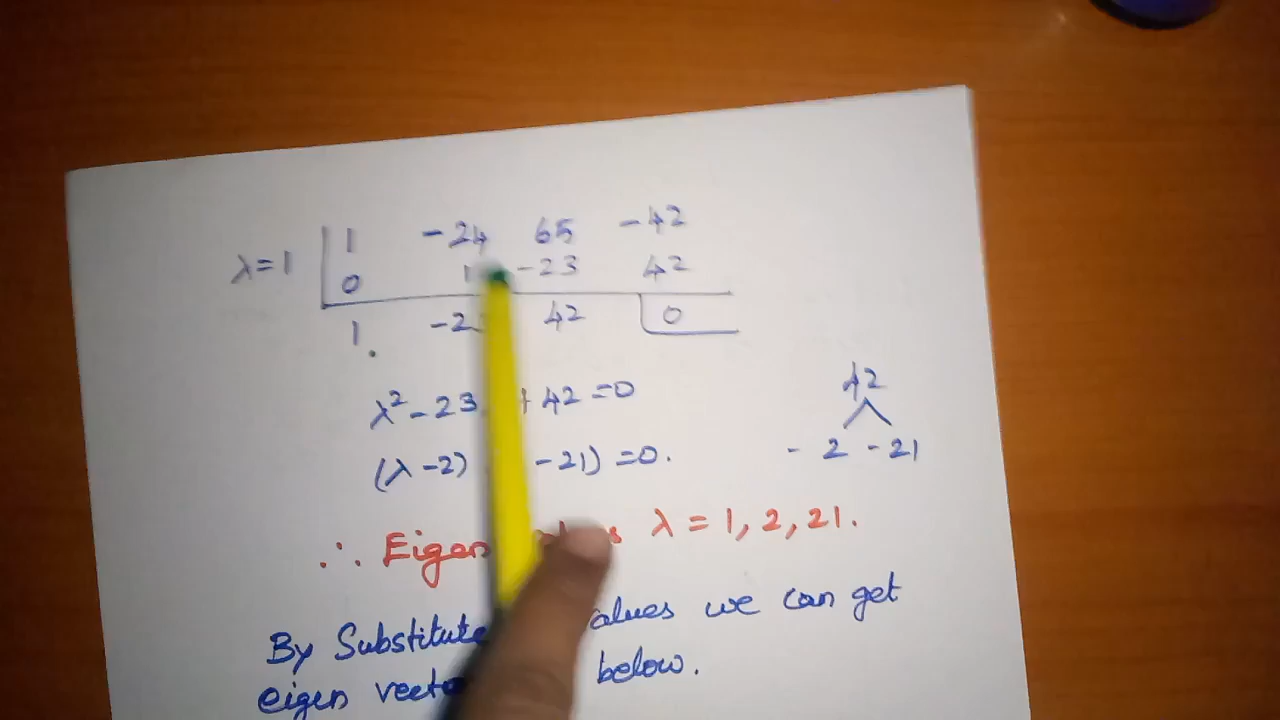 λ=1 | 1 -24 65 -42
0 1 -23 42
1 -2 42 0
λ² - 23 + 42 = 0
(λ - 2) - 21) = 0.
42
- 2 - 21
∴ Eigen λ = 1, 2, 21.
By Substitute we can get
eigen below.